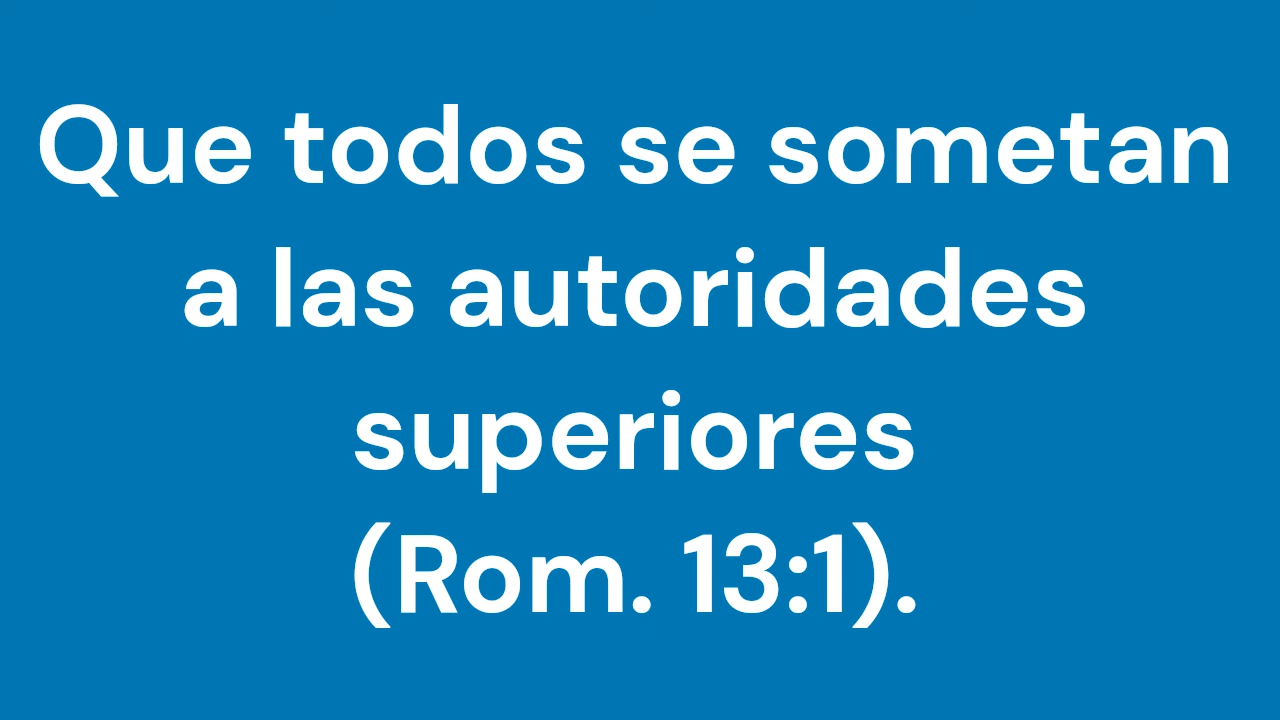 Que todos se sometan
a las autoridades
superiores
(Rom. 13:1).